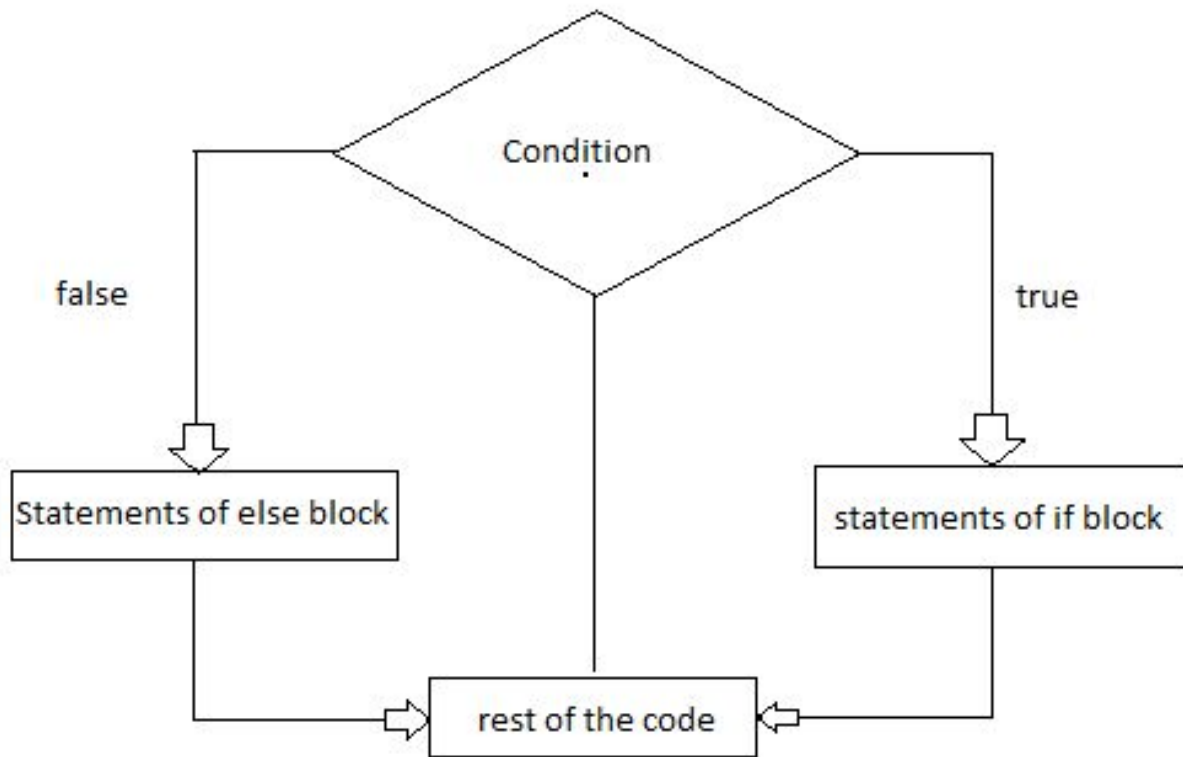 Condition
false
true
Statements of else block
statements of if block
rest of the code